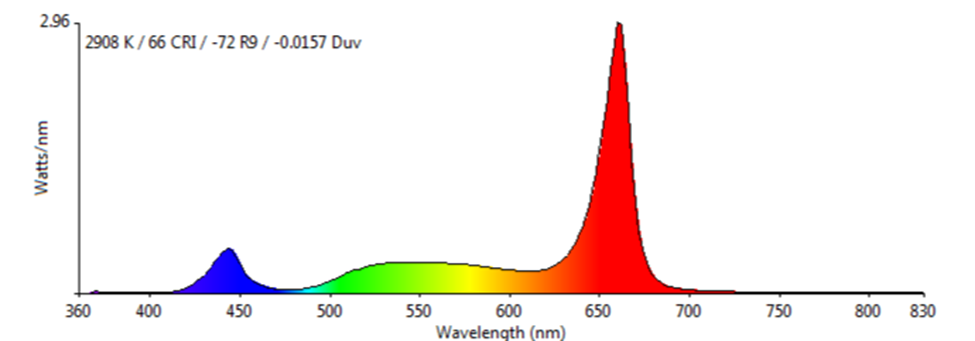 2.96
2908 K / 66 CRI / -72 R9 / -0.0157 Duv
Watts/nm
360 400 450 500 550 600 650 700 750 800 830
Wavelength (nm)